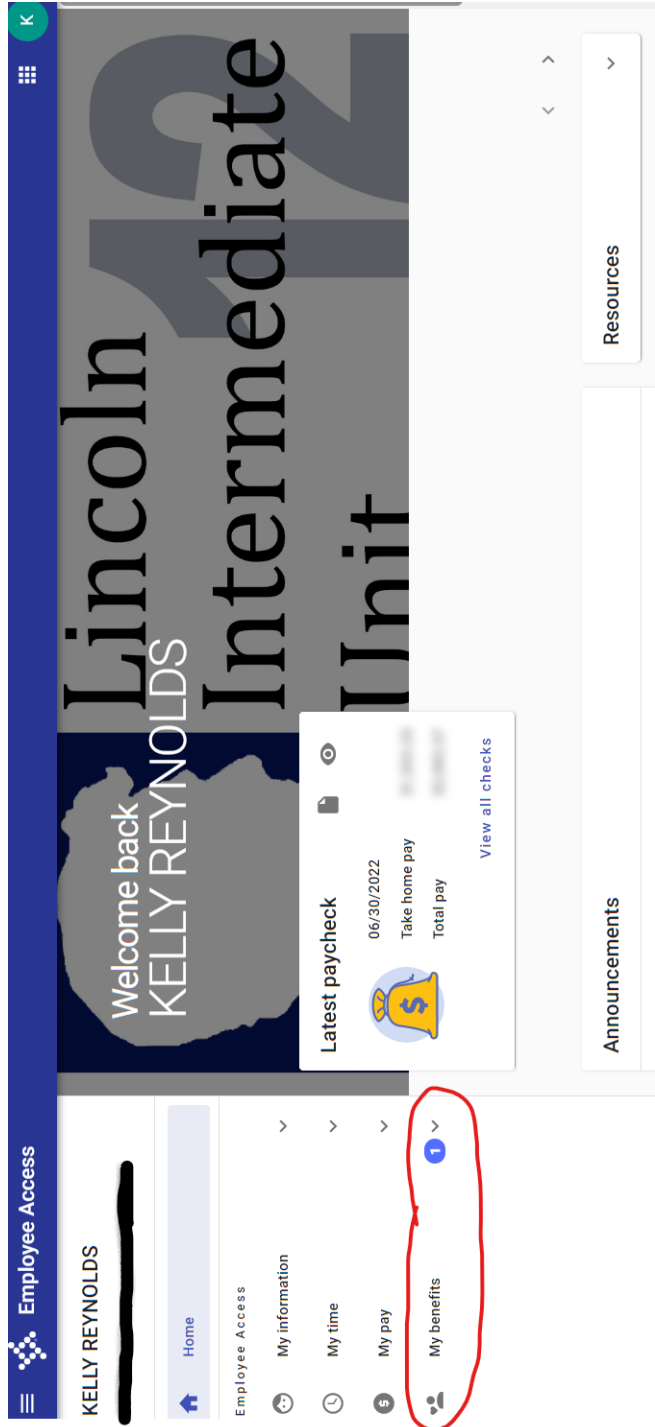 Employee Access
K
KELLY REYNOLDS
Home
Employee Access
My information
My time
My pay
My benefits
1
Lincoln
Intermediate
Unit
12
Welcome back
KELLY REYNOLDS
Latest paycheck
06/30/2022
Take home pay
Total pay
View all checks
Announcements
Resources